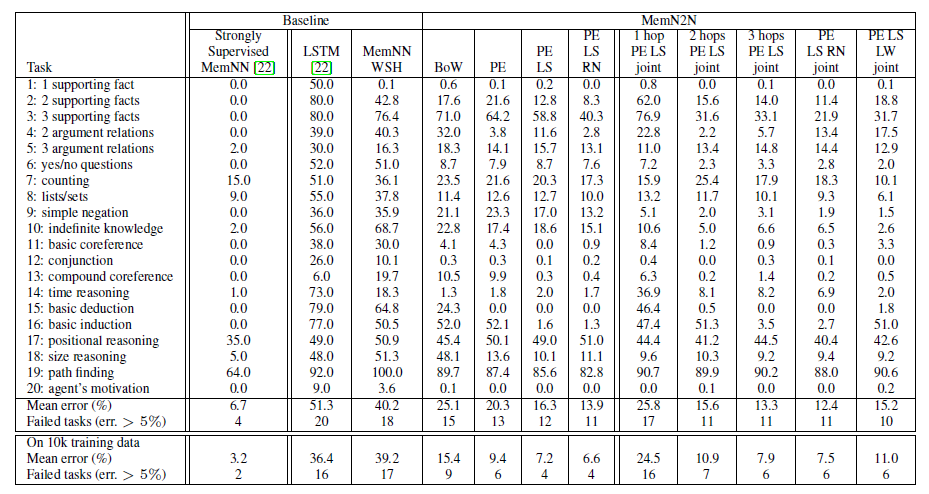 Baseline MemN2N
Strongly PE 1 hop 2 hops 3 hops PE PE LS
Supervised LSTM MemNN PE LS PE LS PE LS PE LS LS RN LW
Task MemNN [22] [22] WSH BoW PE LS RN joint joint joint joint joint
1: 1 supporting fact 0.0 50.0 0.1 0.6 0.1 0.2 0.0 0.8 0.0 0.1 0.0 0.1
2: 2 supporting facts 0.0 80.0 42.8 17.6 21.6 12.8 8.3 62.0 15.6 14.0 11.4 18.8
3: 3 supporting facts 0.0 80.0 76.4 71.0 64.2 58.8 40.3 76.9 31.6 33.1 21.9 31.7
4: 2 argument relations 0.0 39.0 40.3 32.0 3.8 11.6 2.8 22.8 2.2 5.7 13.4 17.5
5: 3 argument relations 2.0 30.0 16.3 18.3 14.1 15.7 13.1 11.0 13.4 14.8 14.4 12.9
6: yes/no questions 0.0 52.0 51.0 8.7 7.9 8.7 7.6 7.2 2.3 3.3 2.8 2.0
7: counting 15.0 51.0 36.1 23.5 21.6 20.3 17.3 15.9 25.4 17.9 18.3 10.1
8: lists/sets 9.0 55.0 37.8 11.4 12.6 12.7 10.0 13.2 11.7 10.1 9.3 6.1
9: simple negation 0.0 36.0 35.9 21.1 23.3 17.0 13.2 5.1 2.0 3.1 1.9 1.5
10: indefinite knowledge 2.0 56.0 68.7 22.8 17.4 18.6 15.1 10.6 5.0 6.6 6.5 2.6
11: basic coreference 0.0 38.0 30.0 4.1 4.3 0.0 0.9 8.4 1.2 0.9 0.3 3.3
12: conjunction 0.0 26.0 10.1 0.3 0.3 0.1 0.2 0.4 0.0 0.3 0.1 0.0
13: compound coreference 0.0 6.0 19.7 10.5 9.9 0.3 0.4 6.3 0.2 1.4 0.2 0.5
14: time reasoning 1.0 73.0 18.3 1.3 1.8 2.0 1.7 36.9 8.1 8.2 6.9 2.0
15: basic deduction 0.0 79.0 64.8 24.3 0.0 0.0 0.0 46.4 0.5 0.0 0.0 1.8
16: basic induction 0.0 77.0 50.5 52.0 52.1 1.6 1.3 47.4 51.3 3.5 2.7 51.0
17: positional reasoning 35.0 49.0 50.9 45.4 50.1 49.0 51.0 44.4 41.2 44.5 40.4 42.6
18: size reasoning 5.0 48.0 51.3 48.1 13.6 10.1 11.1 9.6 10.3 9.2 9.4 9.2
19: path finding 64.0 92.0 100.0 89.7 87.4 85.6 82.8 90.7 89.9 90.2 88.0 90.6
20: agent's motivation 0.0 9.0 3.6 0.1 0.0 0.0 0.0 0.0 0.1 0.0 0.0 0.2
Mean error (%) 6.7 51.3 40.2 25.1 20.3 16.3 13.9 25.8 15.6 13.3 12.4 15.2
Failed tasks (err. > 5%) 4 20 18 15 13 12 11 17 11 11 11 10
On 10k training data
Mean error (%) 3.2 36.4 39.2 15.4 9.4 7.2 6.6 24.5 10.9 7.9 7.5 11.0
Failed tasks (err. > 5%) 2 16 17 9 6 4 4 16 7 6 6 6